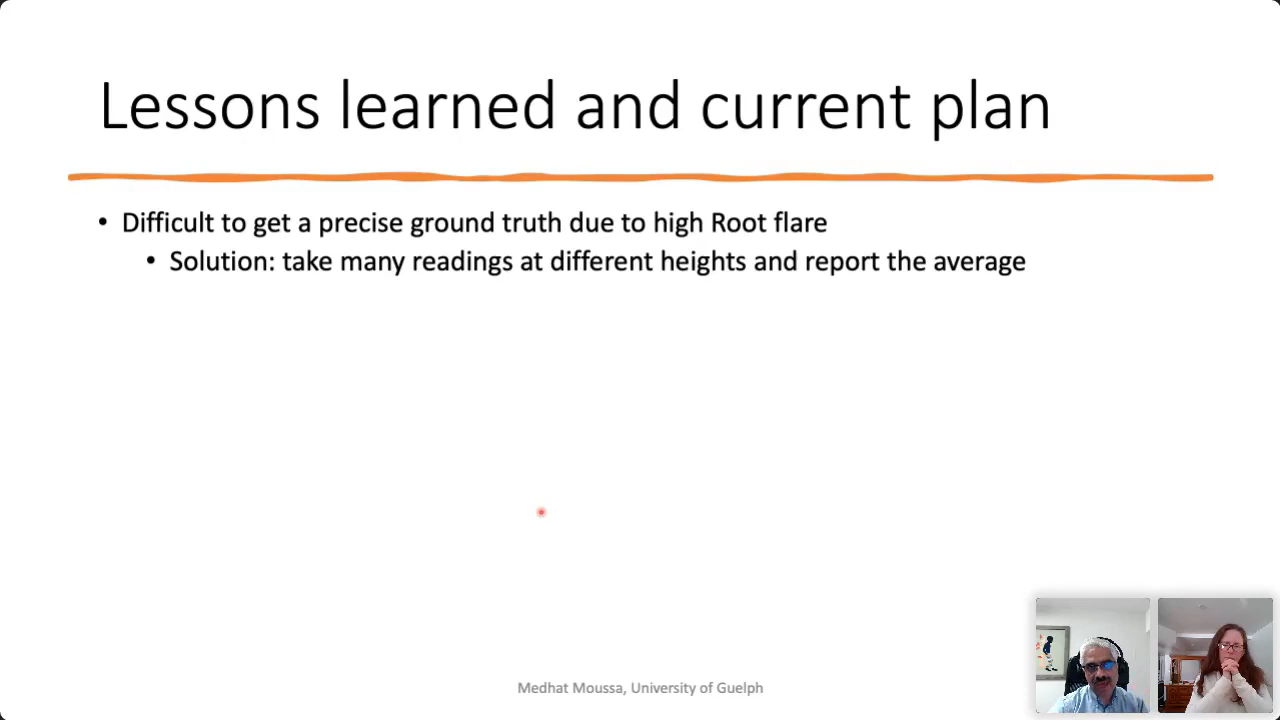 Lessons learned and current plan
• Difficult to get a precise ground truth due to high Root flare
• Solution: take many readings at different heights and report the average
Medhat Moussa, University of Guelph